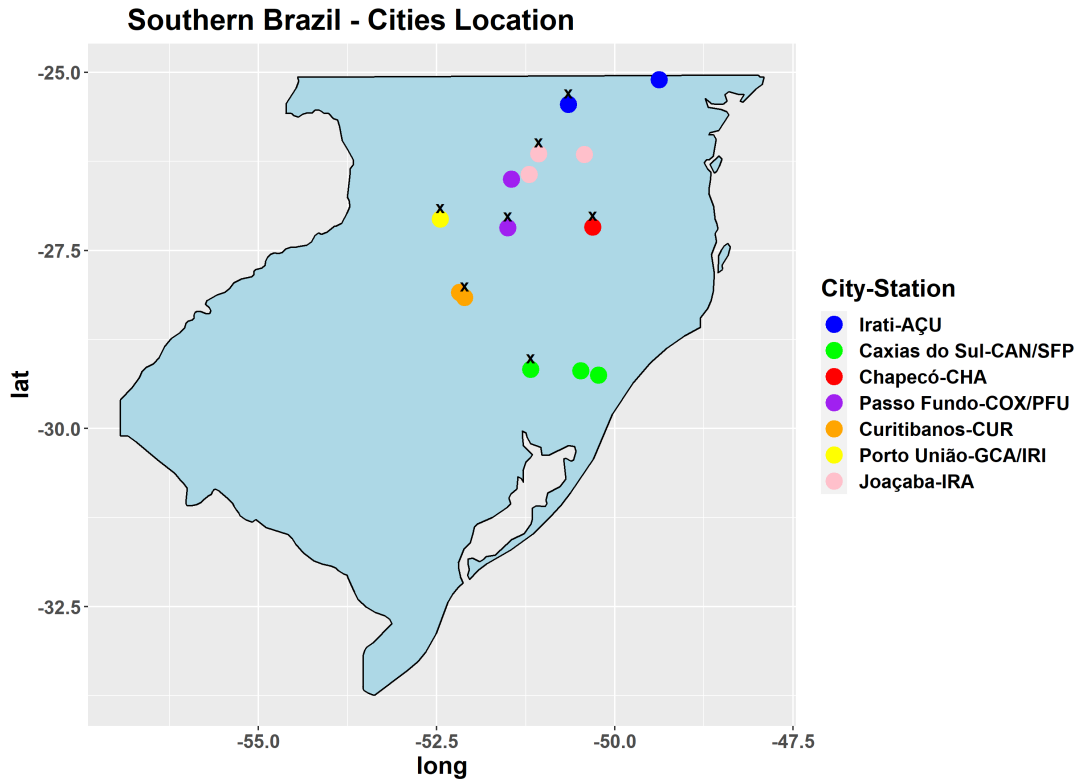 Southern Brazil - Cities Location
lat
-25.0
-27.5
-30.0
-32.5
x
x
x
x
x
x
x
-55.0
-52.5
-50.0
-47.5
long
City-Station
Irati-AÇU
Caxias do Sul-CAN/SFP
Chapecó-CHA
Passo Fundo-COX/PFU
Curitibanos-CUR
Porto União-GCA/IRI
Joaçaba-IRA